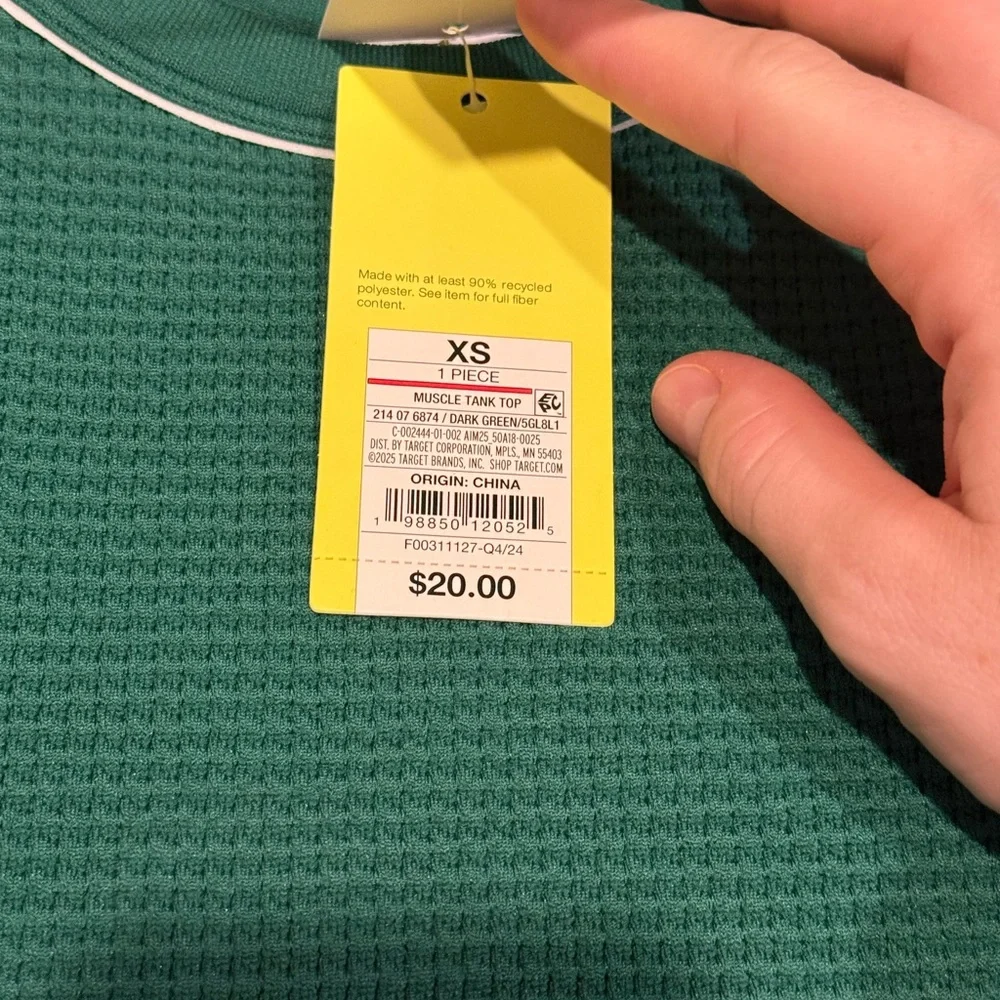 Made with at least 90% recycled
polyester. See item for full fiber
content.
XS
1 PIECE
MUSCLE TANK TOP
214 07 6874 / DARK GREEN/5GL8L1
C-002444-01-002 AIM25 50A18-0025
DIST. BY TARGET CORPORATION, MPLS., MN 55403
©2025 TARGET BRANDS, INC. SHOP TARGET.COM
ORIGIN: CHINA
1 98850 12052 5
F00311127-Q4/24
$20.00